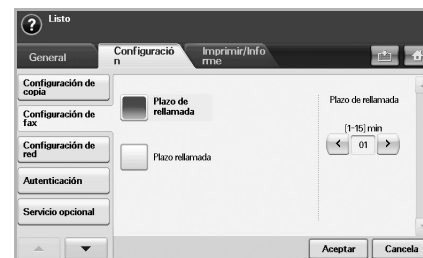 Listo
General
Configuració
n
Imprimir/Info
rme
Configuración de
copia
Configuración de
fax
Configuración de
red
Autenticación
Servicio opcional
Plazo de
rellamada
Plazo rellamada
Plazo de rellamada
[1-15] min
01
Aceptar
Cancela